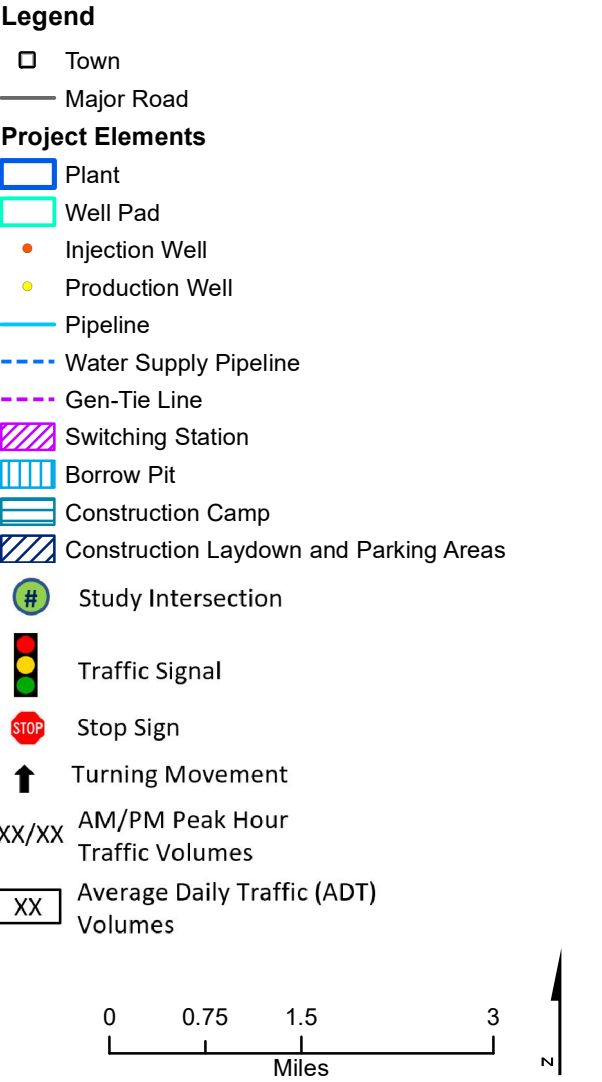 Legend
Town
Major Road
Project Elements
Plant
Well Pad
Injection Well
Production Well
Pipeline
Water Supply Pipeline
Gen-Tie Line
Switching Station
Borrow Pit
Construction Camp
Construction Laydown and Parking Areas
# Study Intersection
Traffic Signal
STOP Stop Sign
Turning Movement
XX/XX AM/PM Peak Hour
Traffic Volumes
XX Average Daily Traffic (ADT)
Volumes
0 0.75 1.5 3
Miles
N